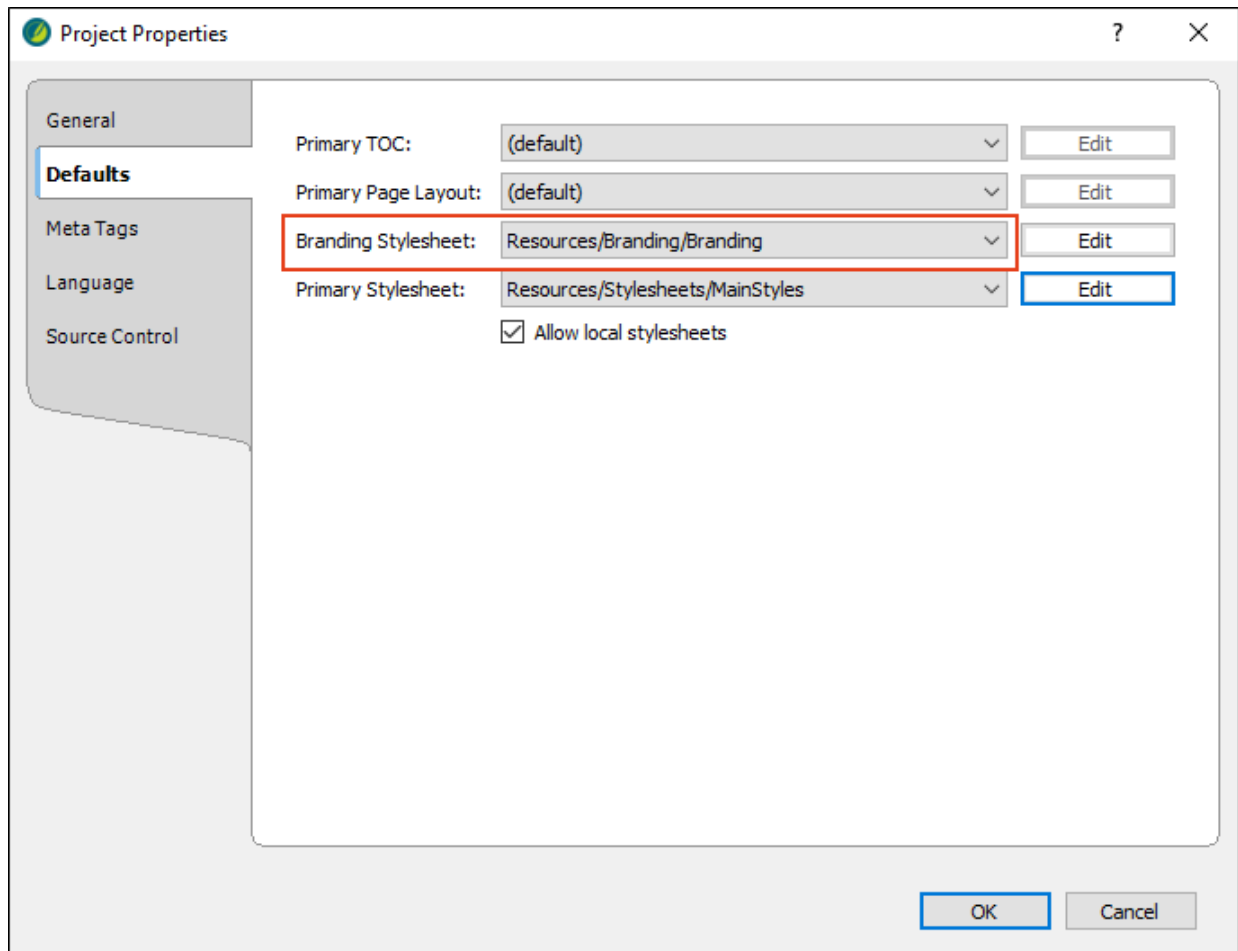 Project Properties ?
General
Defaults
Meta Tags
Language
Source Control
Primary TOC: (default) Edit
Primary Page Layout: (default) Edit
Branding Stylesheet: Resources/Branding/Branding Edit
Primary Stylesheet: Resources/Stylesheets/MainStyles Edit
Allow local stylesheets
OK Cancel